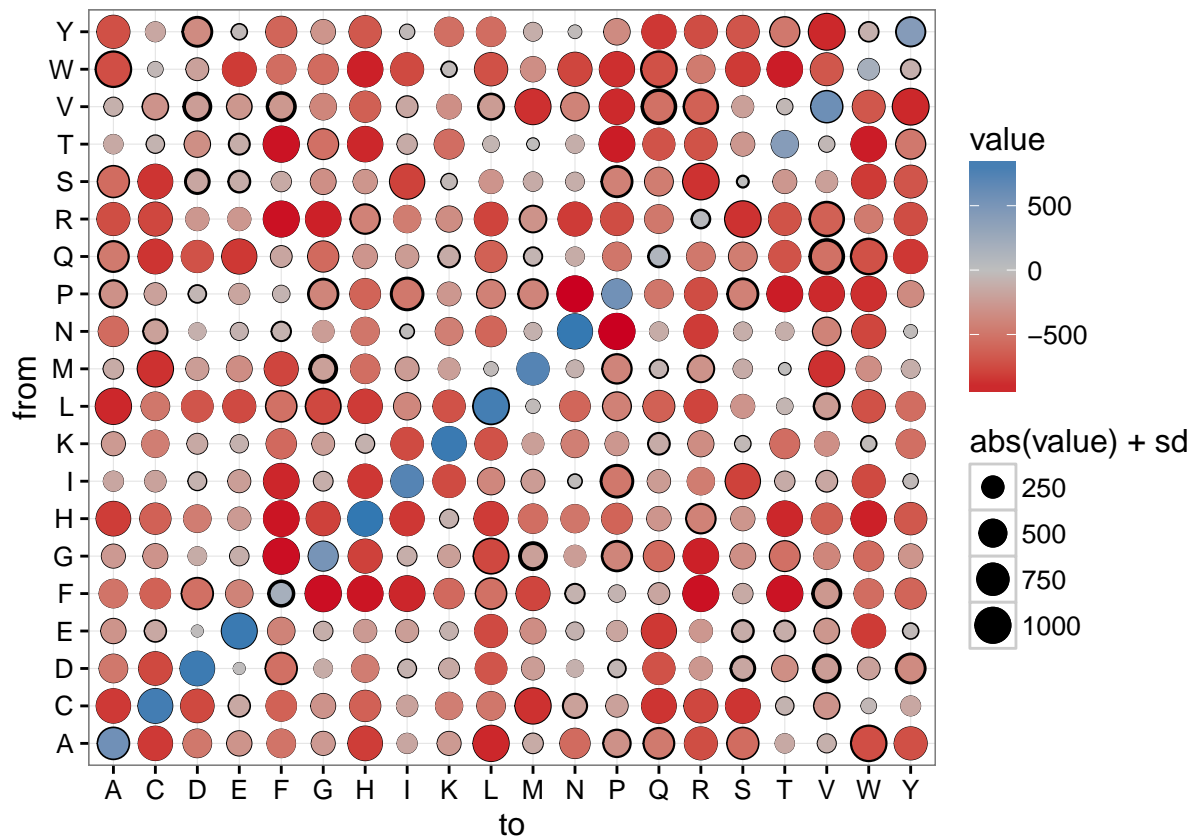 Y
W
V
T
S
R
Q
P
N
M
L
K
I
H
G
F
E
D
C
A
from
A C D E F G H I K L M N P Q R S T V W Y
to
value
500
0
−500
abs(value) + sd
250
500
750
1000